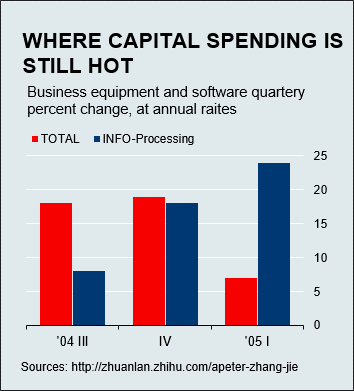 WHERE CAPITAL SPENDING IS
STILL HOT
Business equipment and software quartery
percent change, at annual raites
TOTAL INFO-Processing
25
20
15
10
5
0
'04 III IV '05 I
Sources: http://zhuanlan.zhihu.com/apeter-zhang-jie